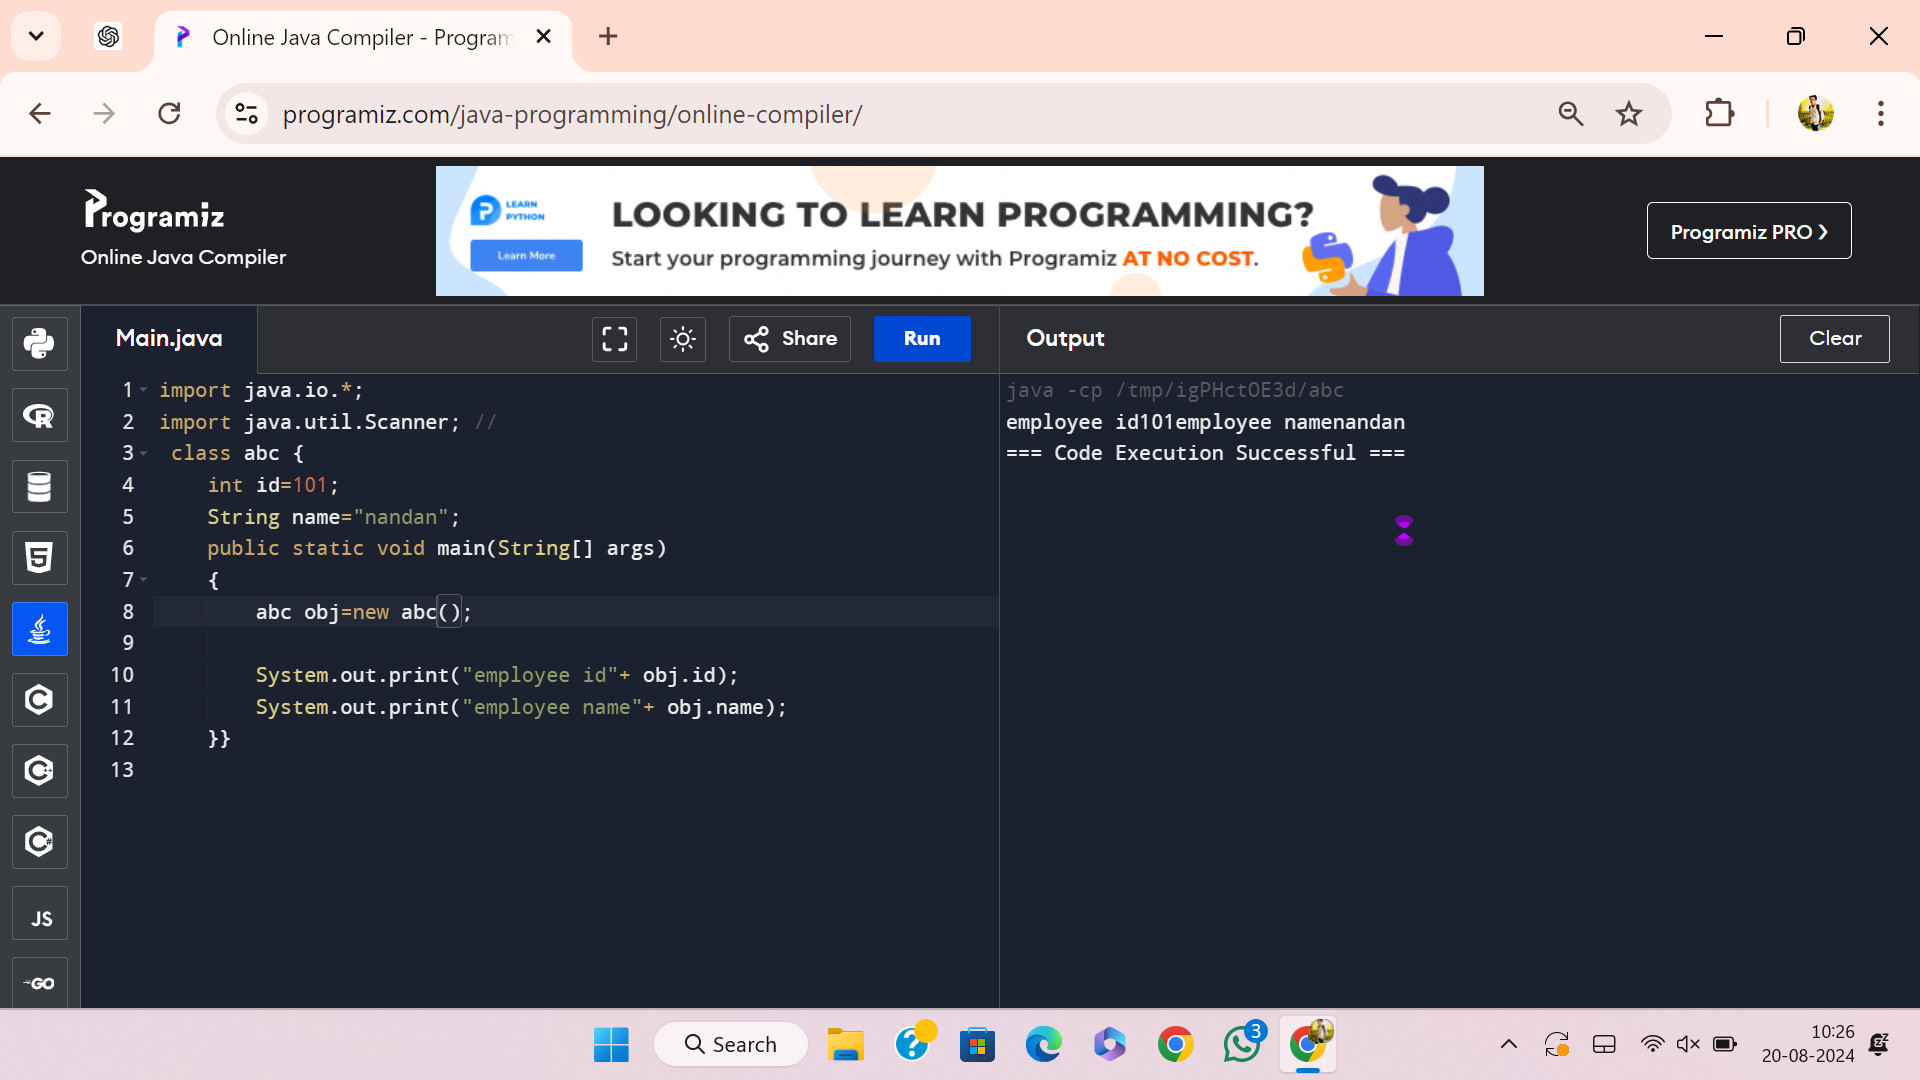 Online Java Compiler - Program
programiz.com/java-programming/online-compiler/
Programiz
Online Java Compiler
LEARN
PYTHON
Learn More
LOOKING TO LEARN PROGRAMMING?
Start your programming journey with Programiz AT NO COST.
Programiz PRO
Main.java
Share
Run
Output
Clear
1 import java.io.*;
2 import java.util.Scanner; //
3 class abc {
4 int id=101;
5 String name="nandan";
6 public static void main(String[] args)
7 {
8 abc obj=new abc();
9
10 System.out.print("employee id"+ obj.id);
11 System.out.print("employee name"+ obj.name);
12 }}
13
java -cp /tmp/igPHctOE3d/abc
employee id101employee namenandan
=== Code Execution Successful ===
R
5
C
C++
C#
JS
GO
Search
3
10:26
20-08-2024